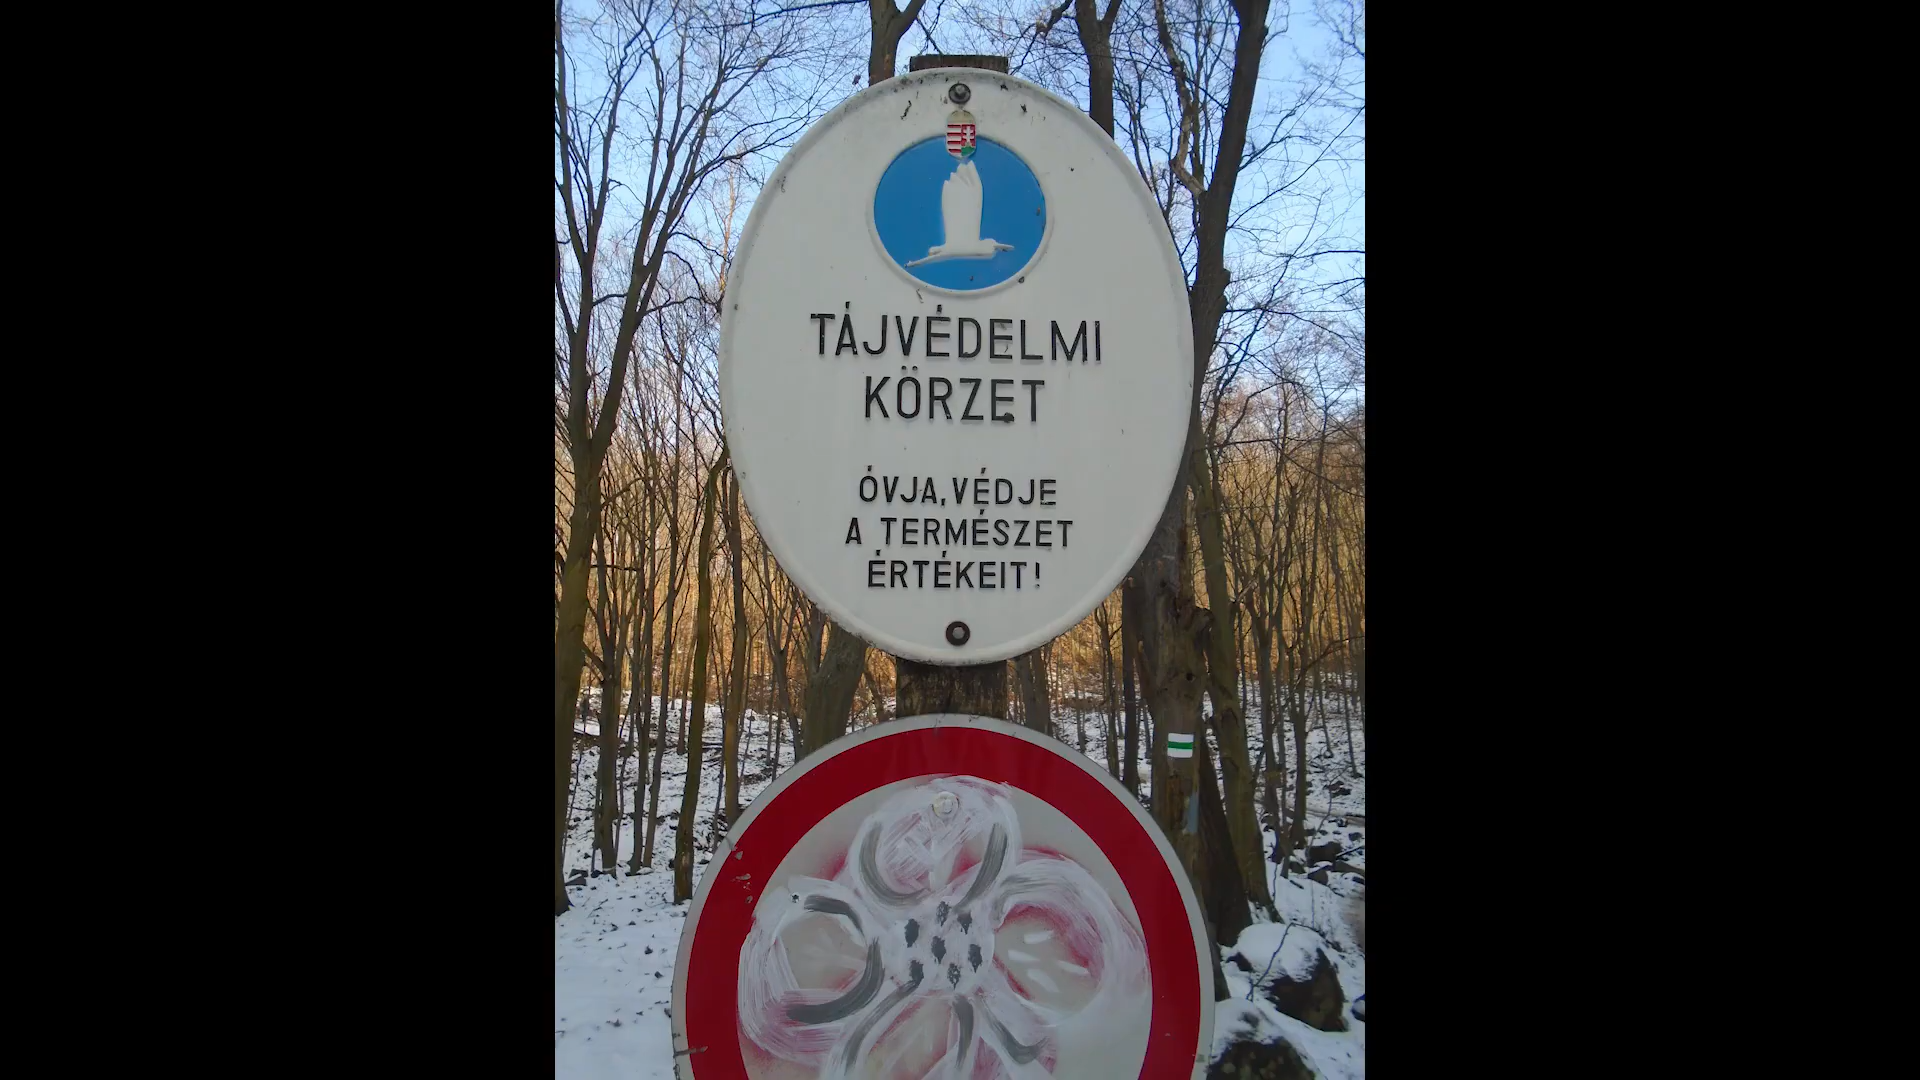 TÁJVÉDELMI
KÖRZET
ÓVJA, VÉDJE
A TERMÉSZET
ÉRTÉKEIT!